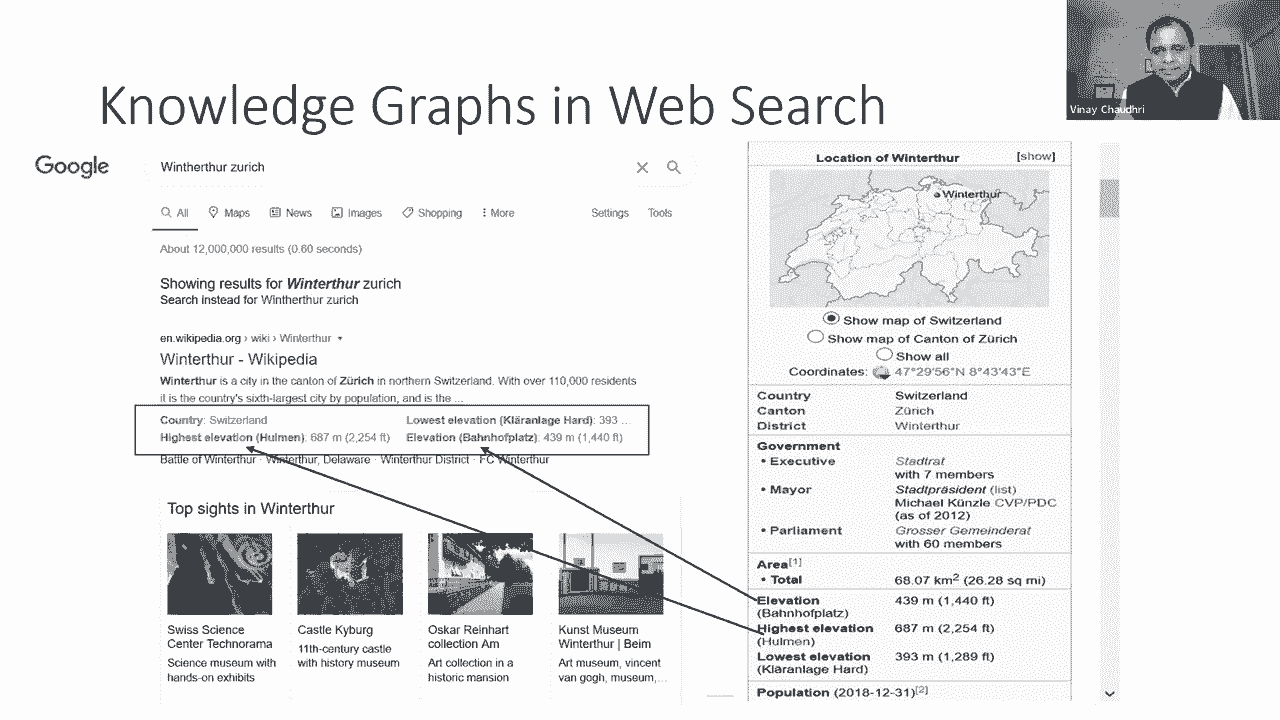 Knowledge Graphs in Web Search
Vinay Chaudhri
Google
Wintherthur zurich
All
Maps
News
Images
Shopping
More
Settings
Tools
About 12,000,000 results (0.60 seconds)
Showing results for Winterthur zurich
Search instead for Wintherthur zurich
en.wikipedia.org › wiki › Winterthur
Winterthur - Wikipedia
Winterthur is a city in the canton of Zürich in northern Switzerland. With over 110,000 residents
it is the country's sixth-largest city by population, and is the ...
Country: Switzerland
Lowest elevation (Kläranlage Hard): 393 ...
Highest elevation (Hulmen): 687 m (2,254 ft)
Elevation (Bahnhofplatz): 439 m (1,440 ft)
Battle of Winterthur · Winterthur, Delaware · Winterthur District · FC Winterthur
Top sights in Winterthur
Swiss Science
Center Technorama
Science museum with
hands-on exhibits
Castle Kyburg
11th-century castle
with history museum
Oskar Reinhart
collection Am
Art collection in a
historic mansion
Kunst Museum
Winterthur | Beim
Art museum, vincent
van gogh, museum,...
Location of Winterthur [show]
Winterthur
Show map of Switzerland
Show map of Canton of Zürich
Show all
Coordinates: 47°29′56″N 8°43′43″E
Country Switzerland
Canton Zürich
District Winterthur
Government
• Executive Stadtrat
with 7 members
• Mayor Stadtpräsident (list)
Michael Künzle CVP/PDC
(as of 2012)
• Parliament Grosser Gemeinderat
with 60 members
Area[1]
• Total 68.07 km2 (26.28 sq mi)
Elevation 439 m (1,440 ft)
(Bahnhofplatz)
Highest elevation 687 m (2,254 ft)
(Hulmen)
Lowest elevation 393 m (1,289 ft)
(Kläranlage Hard)
Population (2018-12-31)[2]